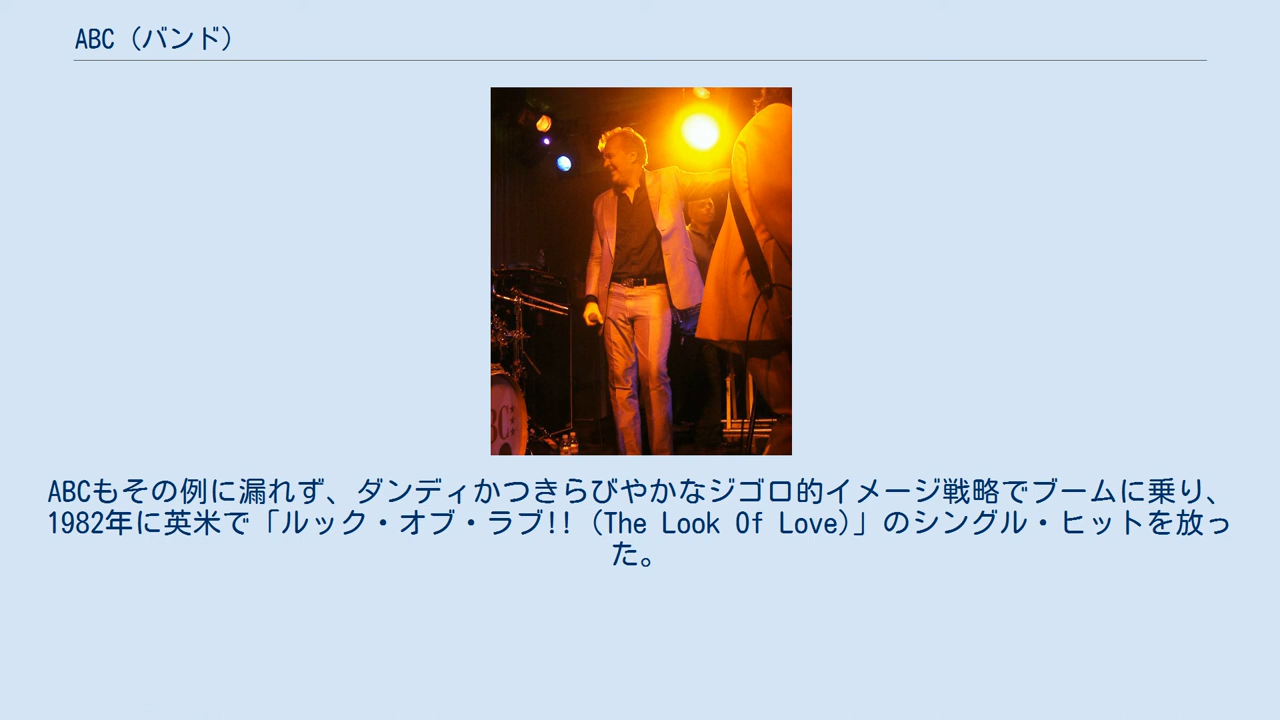 ABC（バンド）
BC
ABCもその例に漏れず、ダンディかつきらびやかなジゴロ的イメージ戦略でブームに乗り、
1982年に英米で「ルック・オブ・ラブ!!（The Look Of Love)」のシングル・ヒットを放っ
た。